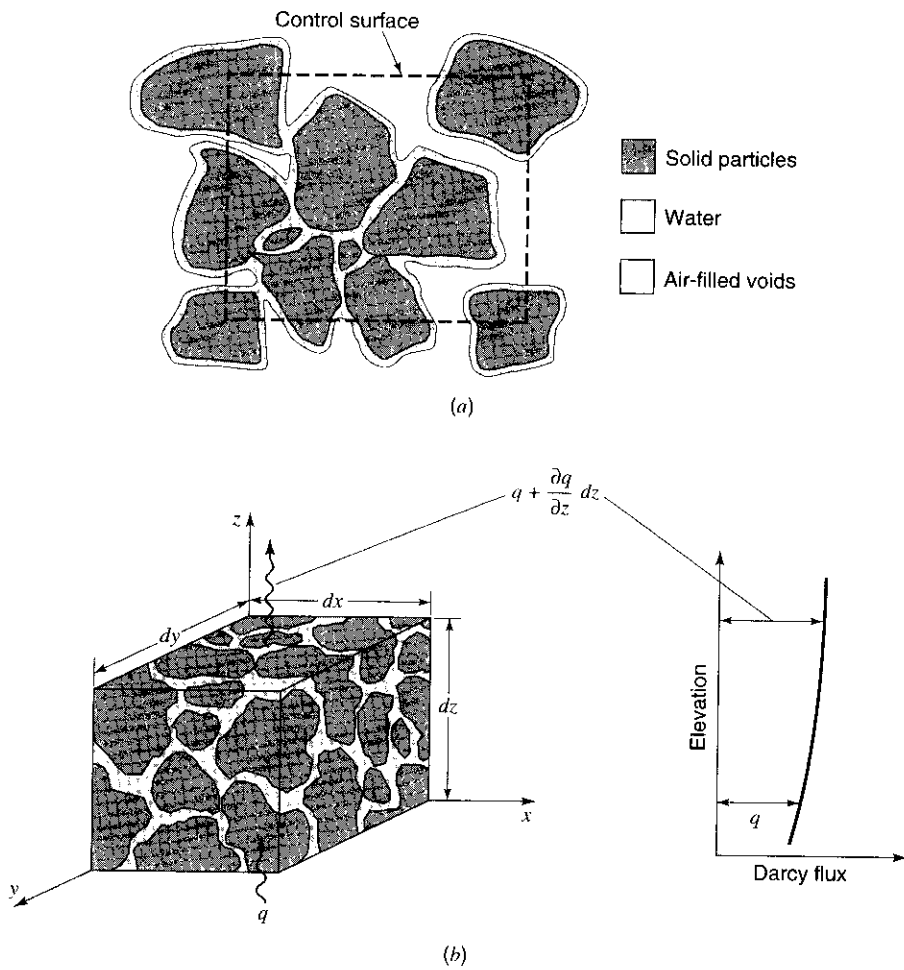 Control surface
Solid particles
Water
Air-filled voids
(a)
q + ∂q/∂z dz
z
dx
dy
dz
x
y
q
Elevation
q
Darcy flux
(b)